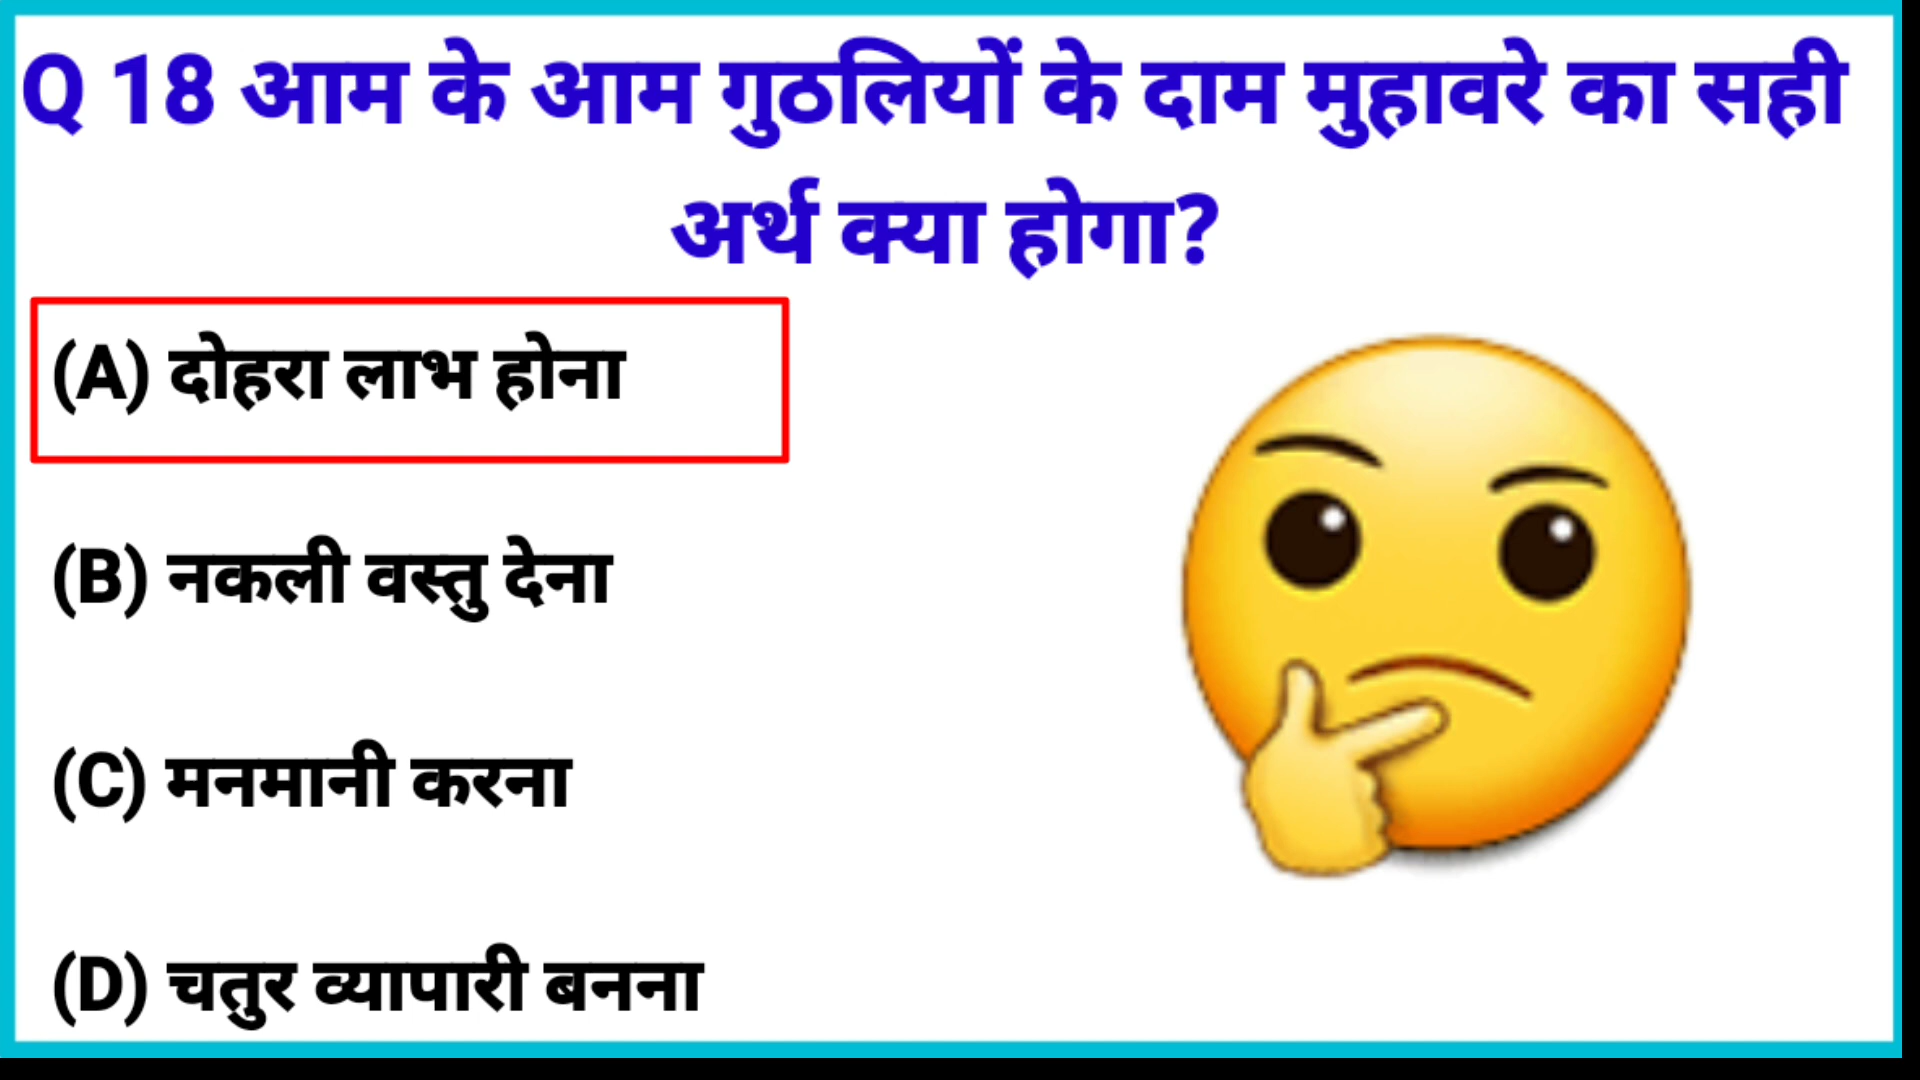 Q 18 आम के आम गुठलियों के दाम मुहावरे का सही
अर्थ क्या होगा?
(A) दोहरा लाभ होना
(B) नकली वस्तु देना
(C) मनमानी करना
(D) चतुर व्यापारी बनना